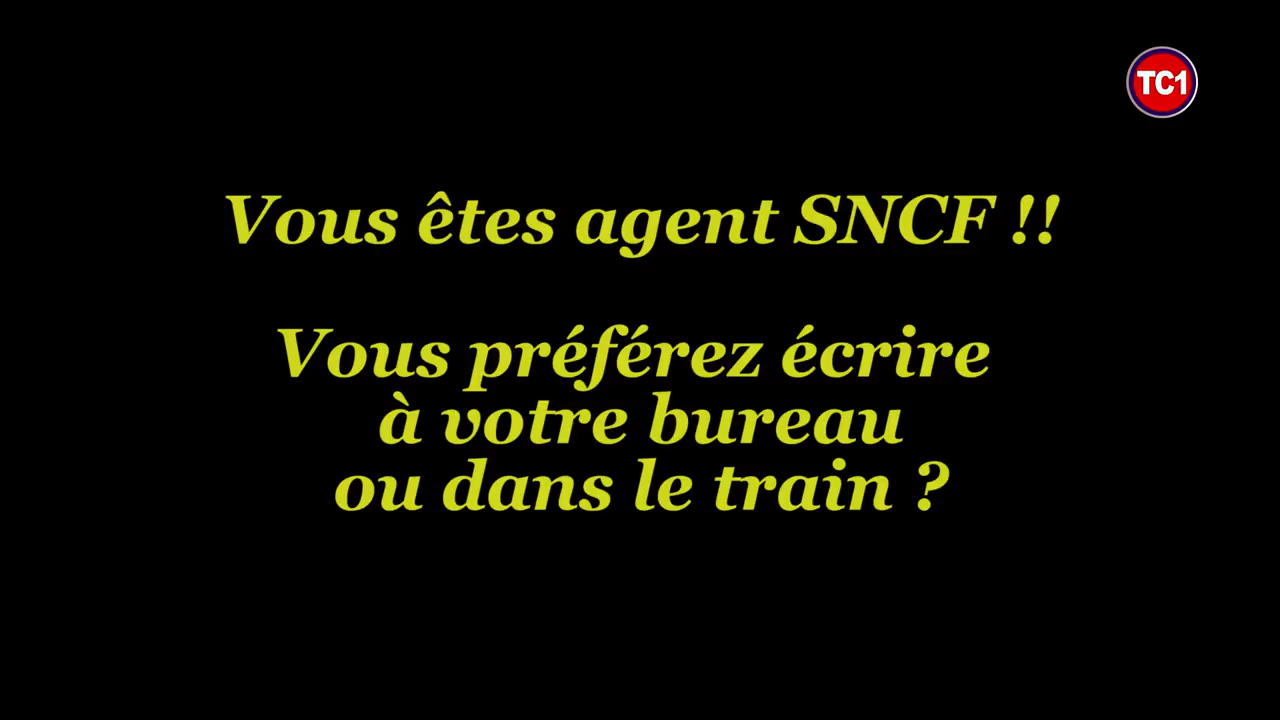 TC1
Vous êtes agent SNCF !!
Vous préférez écrire
à votre bureau
ou dans le train ?